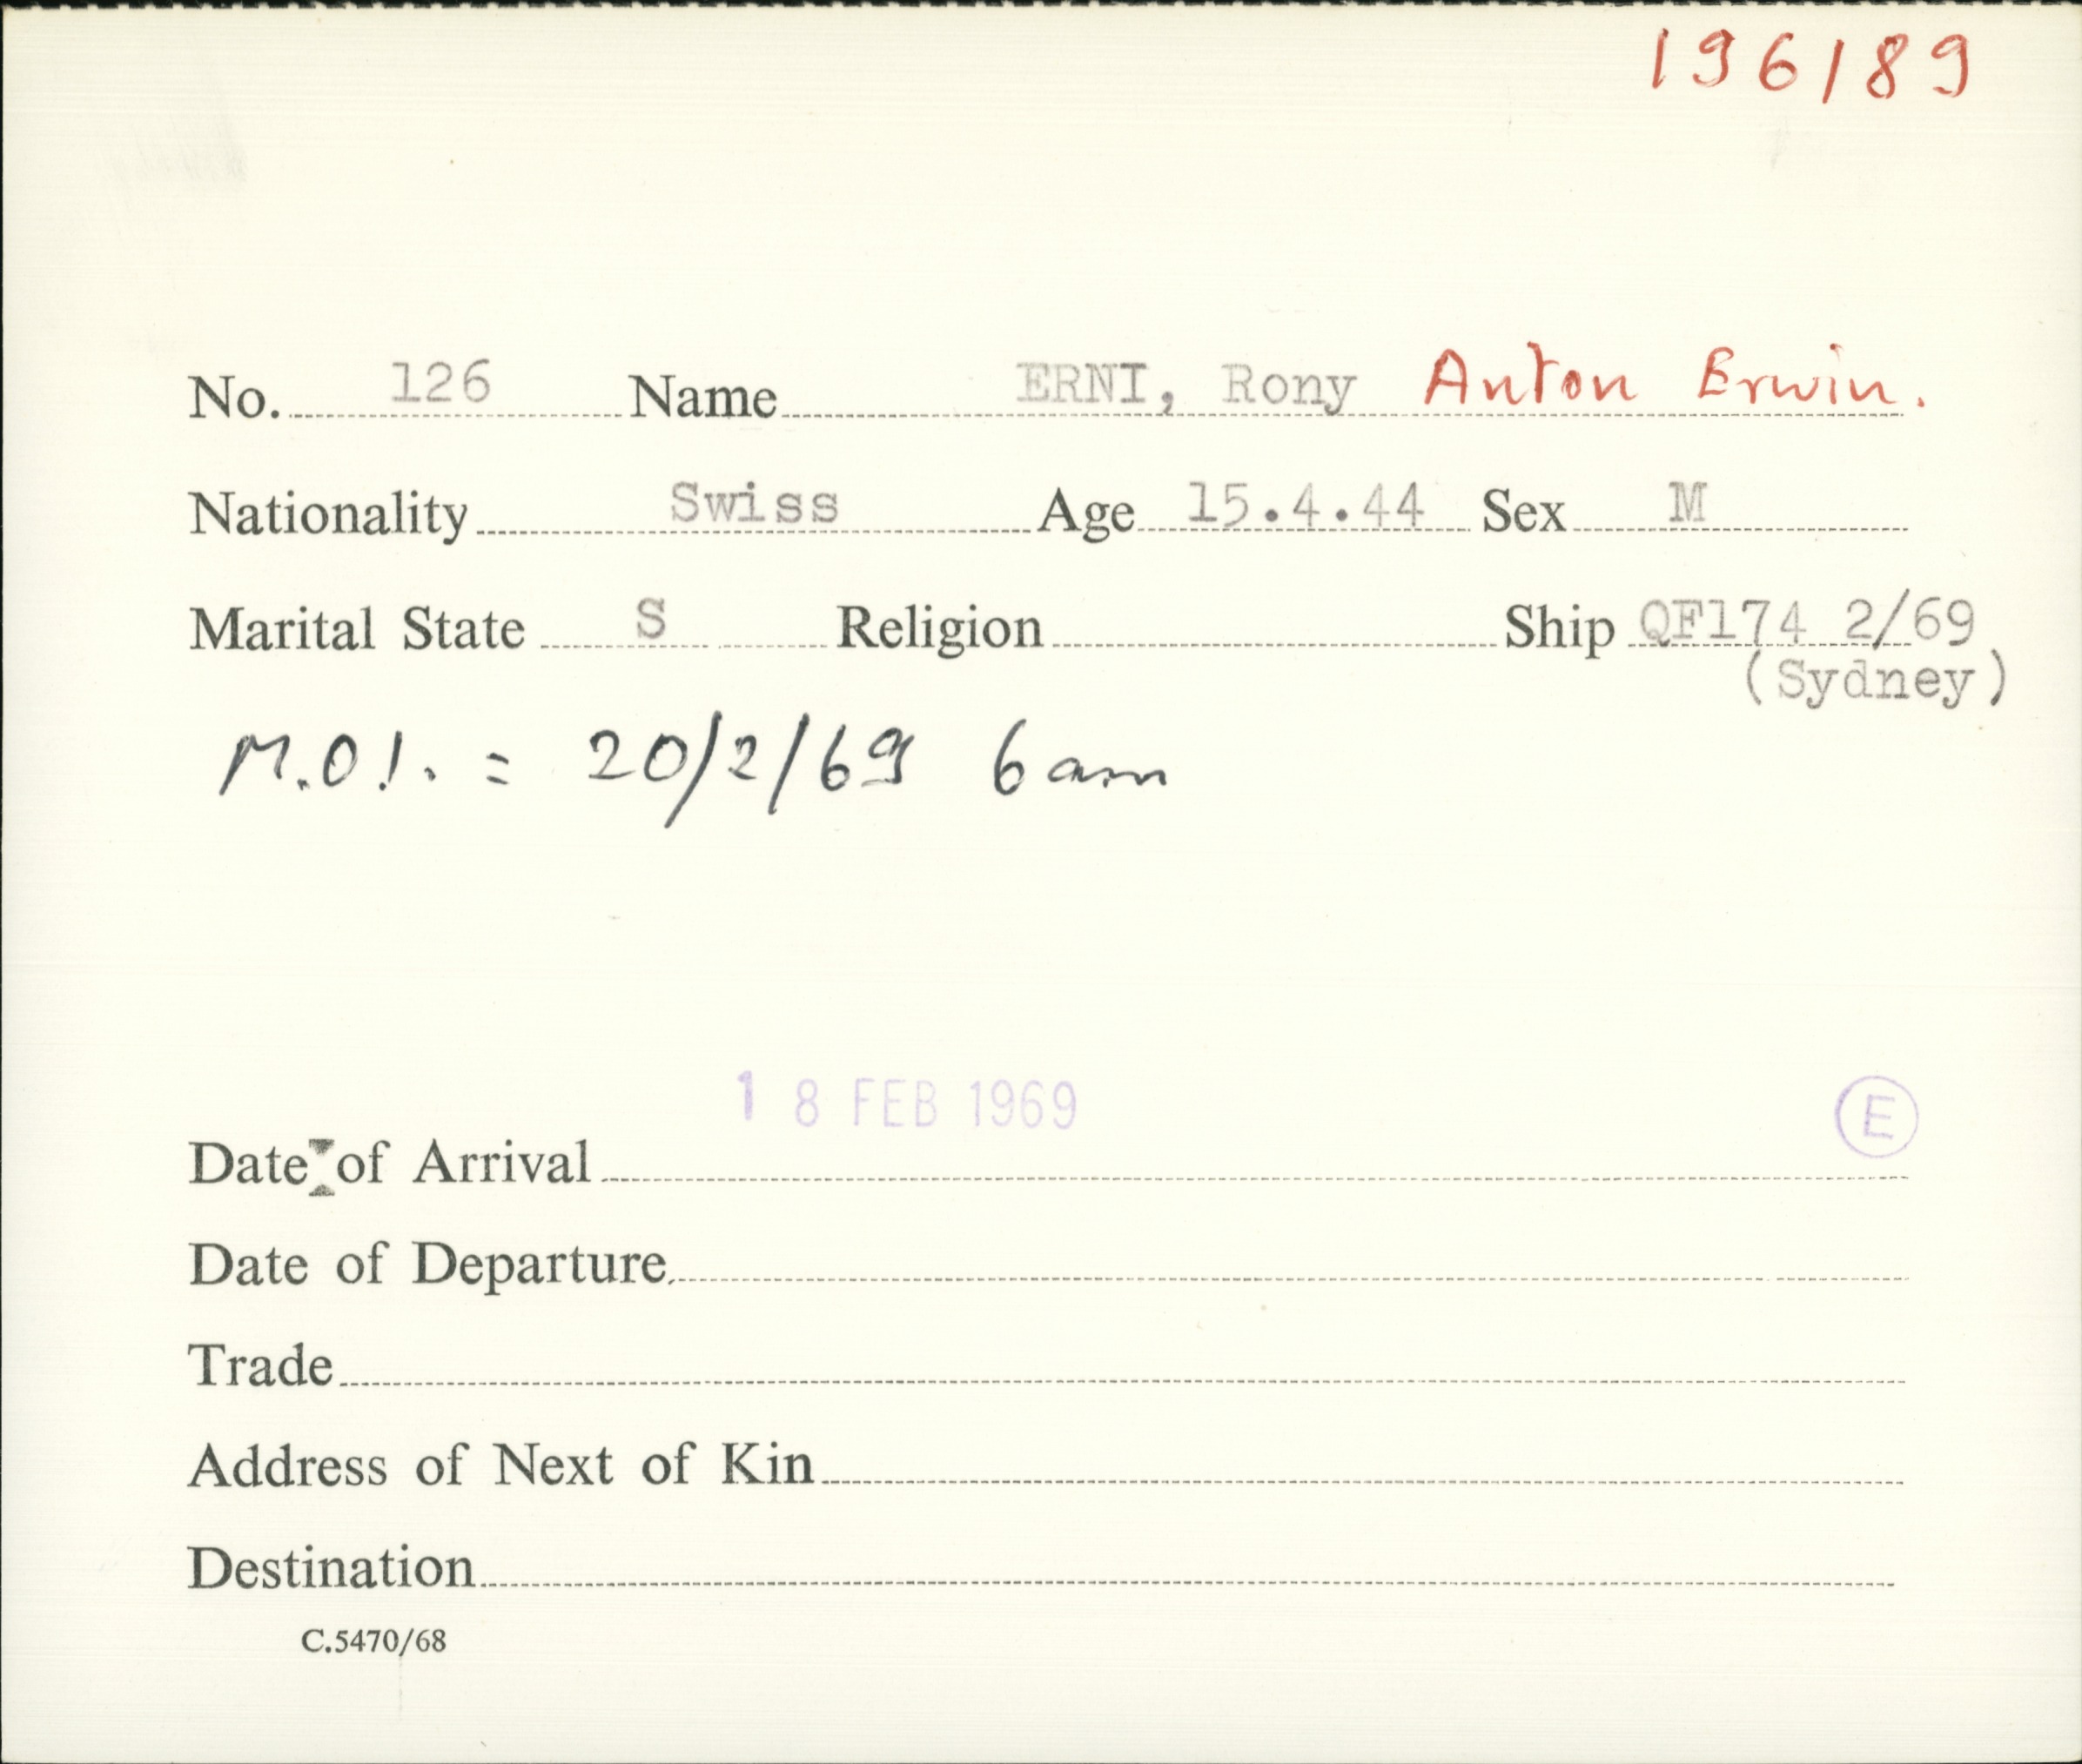 196189
No. 126 Name ERNI, Rony Anton Erwin.
Nationality Swiss Age 15.4.44 Sex M
Marital State S Religion Ship QF174 2/69
(Sydney)
M.O!. = 20/2/69 6am
18 FEB 1969 E
Date of Arrival
Date of Departure
Trade
Address of Next of Kin
Destination
C.5470/68